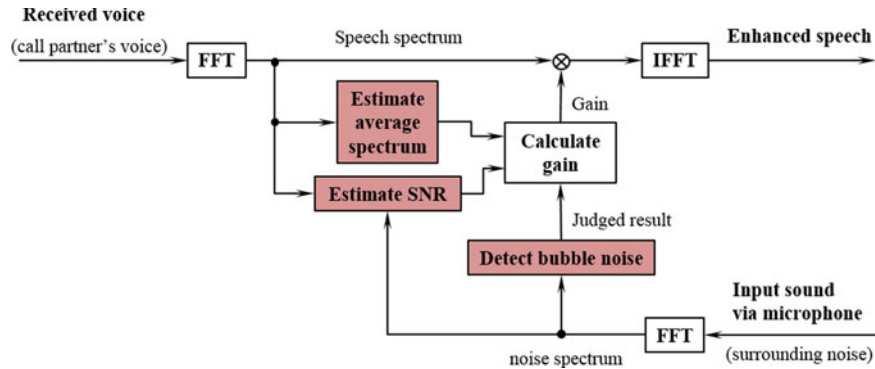 Received voice
(call partner's voice)
FFT
Speech spectrum
IFFT
Enhanced speech
Gain
Estimate
average
spectrum
Calculate
gain
Estimate SNR
Judged result
Detect bubble noise
Input sound
via microphone
FFT
noise spectrum
(surrounding noise)